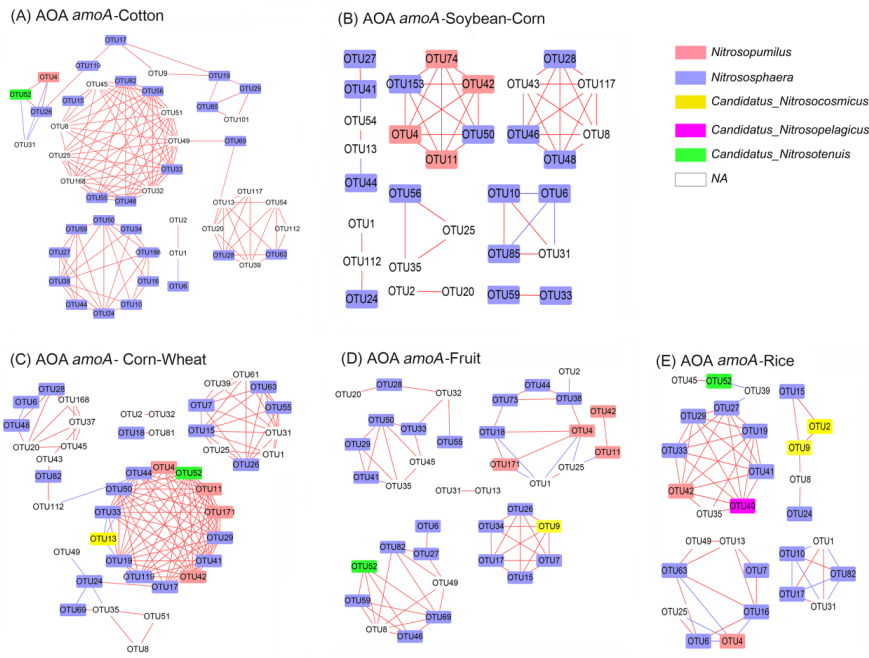 (A) AOA amoA-Cotton
OTU17
OTU4
OTU119
OTU9
OTU19
OTU52
OTU45
OTU82
OTU29
OTU15
OTU56
OTU26
OTU51
OTU85
OTU101
OTU8
OTU31
OTU49
OTU69
OTU25
OTU33
OTU168
OTU32
OTU55
OTU46
OTU117
OTU13
OTU54
OTU50
OTU2
OTU59
OTU34
OTU20
OTU112
OTU27
OTU198
OTU1
OTU28
OTU63
OTU39
OTU38
OTU16
OTU6
OTU44
OTU10
OTU24
(B) AOA amoA-Soybean-Corn
OTU27
OTU74
OTU28
OTU41
OTU153
OTU42
OTU43
OTU117
OTU54
OTU4
OTU50
OTU46
OTU8
OTU13
OTU11
OTU48
OTU44
OTU56
OTU10
OTU6
OTU1
OTU25
OTU112
OTU35
OTU85
OTU31
OTU24
OTU2
OTU20
OTU59
OTU33
Nitrosopumilus
Nitososphaera
Candidatus_Nitrosocosmicus
Candidatus_Nitrosopelagicus
Candidatus_Nitrosotenuis
NA
(C) AOA amoA- Corn-Wheat
OTU28
OTU61
OTU39
OTU63
OTU6
OTU168
OTU7
OTU55
OTU48
OTU37
OTU2
OTU32
OTU18
OTU81
OTU15
OTU31
OTU20
OTU45
OTU25
OTU1
OTU43
OTU26
OTU82
OTU4
OTU44
OTU52
OTU50
OTU11
OTU112
OTU33
OTU171
OTU13
OTU29
OTU49
OTU19
OTU41
OTU24
OTU119
OTU42
OTU17
OTU69
OTU35
OTU51
OTU8
(D) AOA amoA-Fruit
OTU2
OTU28
OTU44
OTU20
OTU32
OTU73
OTU38
OTU42
OTU50
OTU33
OTU18
OTU4
OTU29
OTU55
OTU11
OTU45
OTU171
OTU25
OTU41
OTU35
OTU1
OTU31
OTU13
OTU26
OTU6
OTU34
OTU9
OTU82
OTU27
OTU52
OTU17
OTU7
OTU49
OTU15
OTU59
OTU69
OTU8
OTU46
(E) AOA amoA-Rice
OTU45
OTU52
OTU39
OTU15
OTU27
OTU29
OTU19
OTU2
OTU33
OTU9
OTU41
OTU8
OTU42
OTU40
OTU35
OTU24
OTU49
OTU13
OTU1
OTU10
OTU63
OTU7
OTU82
OTU17
OTU31
OTU25
OTU16
OTU6
OTU4